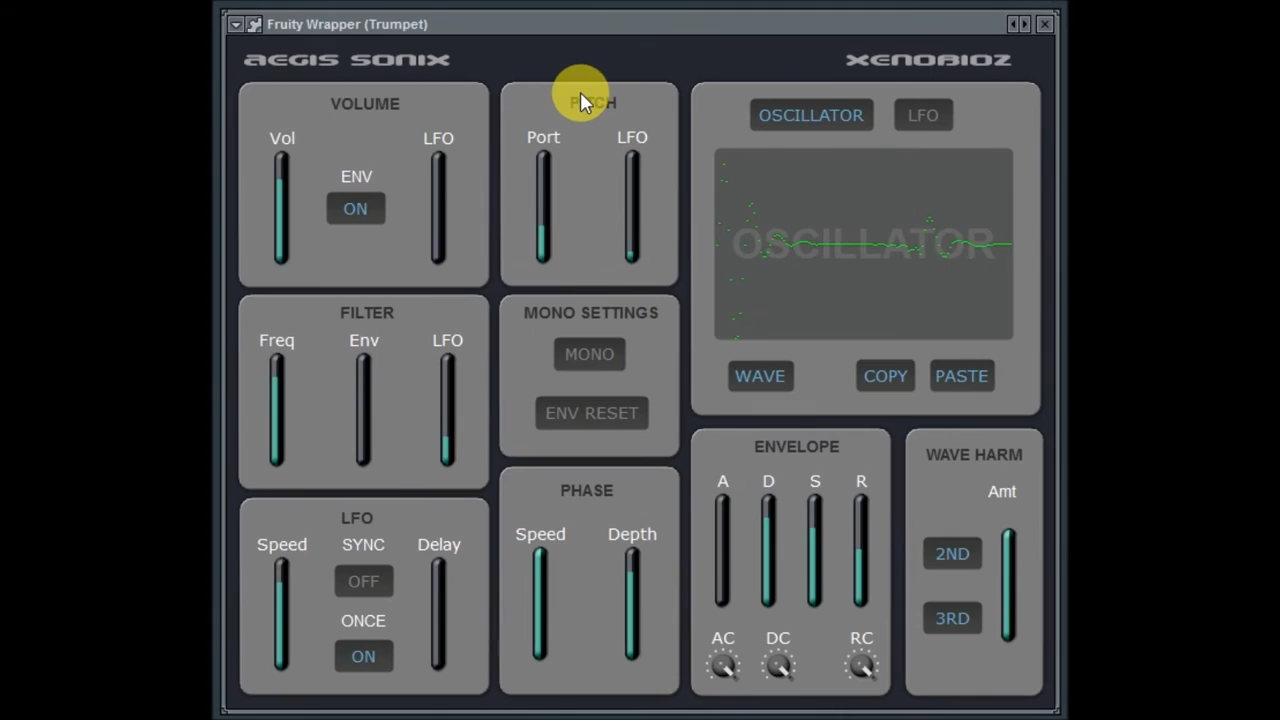 Fruity Wrapper (Trumpet)
AEGIS SONIX
XENOBIOZ
VOLUME
Vol
LFO
ENV
ON
PITCH
Port
LFO
OSCILLATOR
LFO
OSCILLATOR
WAVE
COPY
PASTE
FILTER
Freq
Env
LFO
MONO SETTINGS
MONO
ENV RESET
LFO
Speed
SYNC
Delay
OFF
ONCE
ON
PHASE
Speed
Depth
ENVELOPE
A
D
S
R
AC
DC
RC
WAVE HARM
Amt
2ND
3RD